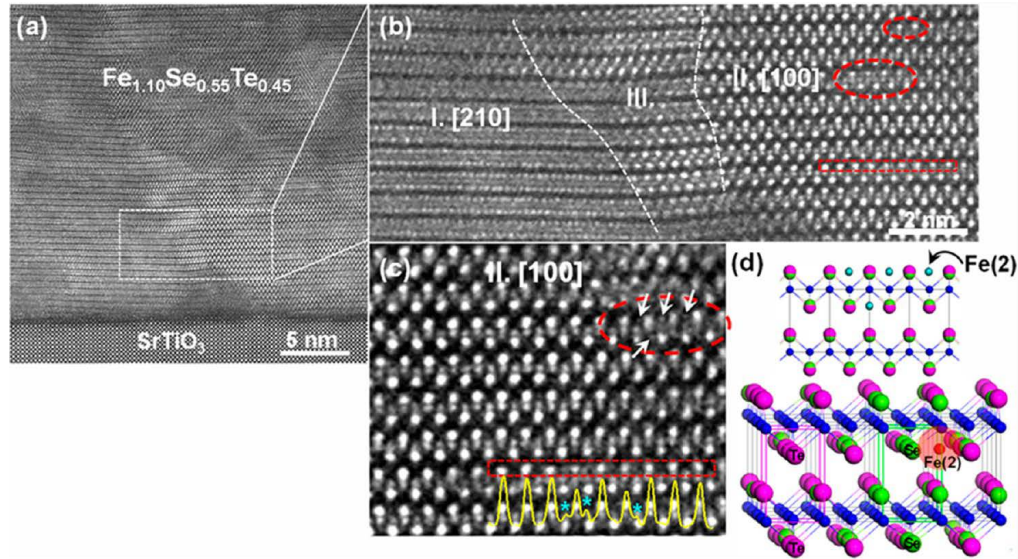 (a)
Fe1.10Se0.55Te0.45
SrTiO3
5 nm
(b)
I. [210]
III.
II. [100]
2 nm
(c)
II. [100]
* * *
(d)
Fe(2)
Te
Se
Fe(2)
Te
Se